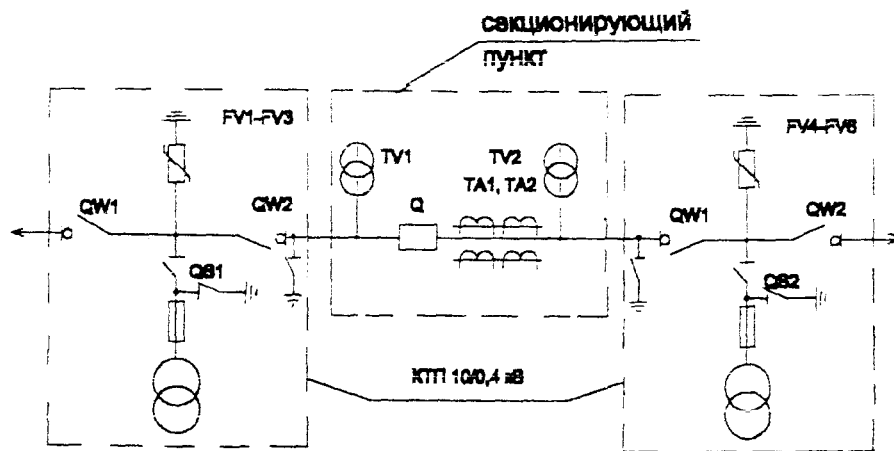 сакционирующий
пункт
FV1-FV3
FV4-FV6
TV1
TV2
TA1, TA2
QW1
QW2
Q
QW1
QW2
QS1
QS2
КТП 10/0,4 кВ